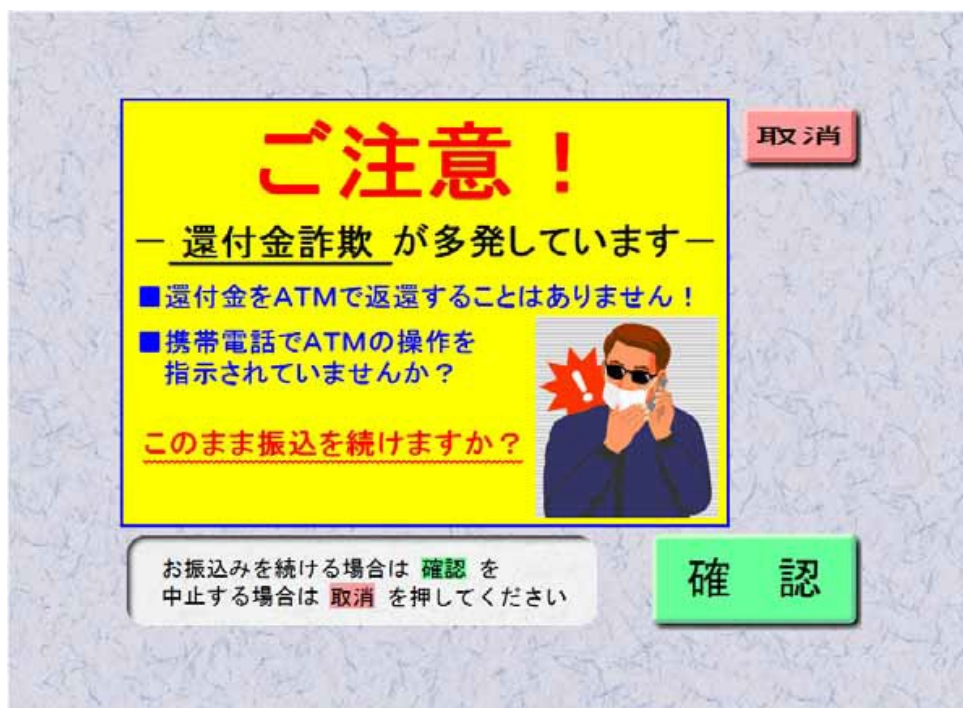 ご注意！
取消
－ 還付金詐欺 が多発しています－
■還付金をATMで返還することはありません！
■携帯電話でATMの操作を
指示されていませんか？
このまま振込を続けますか？
お振込みを続ける場合は 確認 を
中止する場合は 取消 を押してください
確 認